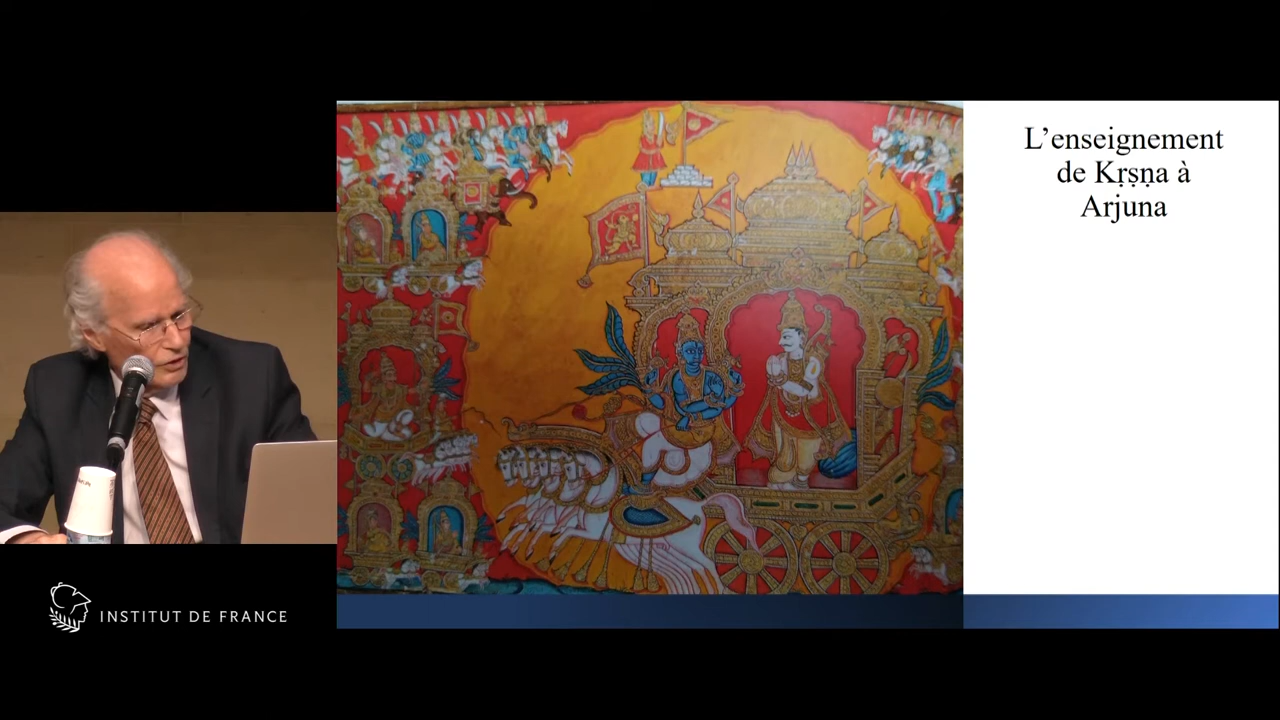 L'enseignement
de Kṛṣṇa à
Arjuna
INSTITUT DE FRANCE